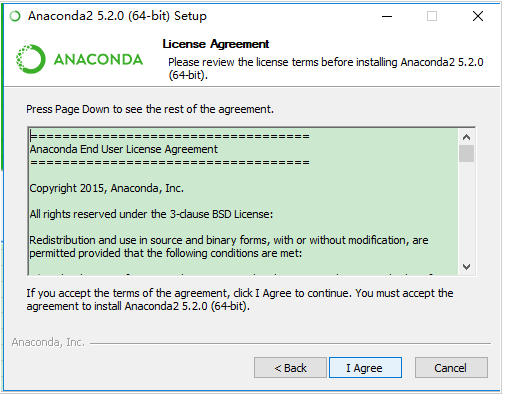 Anaconda2 5.2.0 (64-bit) Setup
License Agreement
Please review the license terms before installing Anaconda2 5.2.0
(64-bit).
ANACONDA
Press Page Down to see the rest of the agreement.
===================================
Anaconda End User License Agreement
===================================
Copyright 2015, Anaconda, Inc.
All rights reserved under the 3-clause BSD License:
Redistribution and use in source and binary forms, with or without modification, are
permitted provided that the following conditions are met:
If you accept the terms of the agreement, click I Agree to continue. You must accept the
agreement to install Anaconda2 5.2.0 (64-bit).
Anaconda, Inc.
< Back
I Agree
Cancel